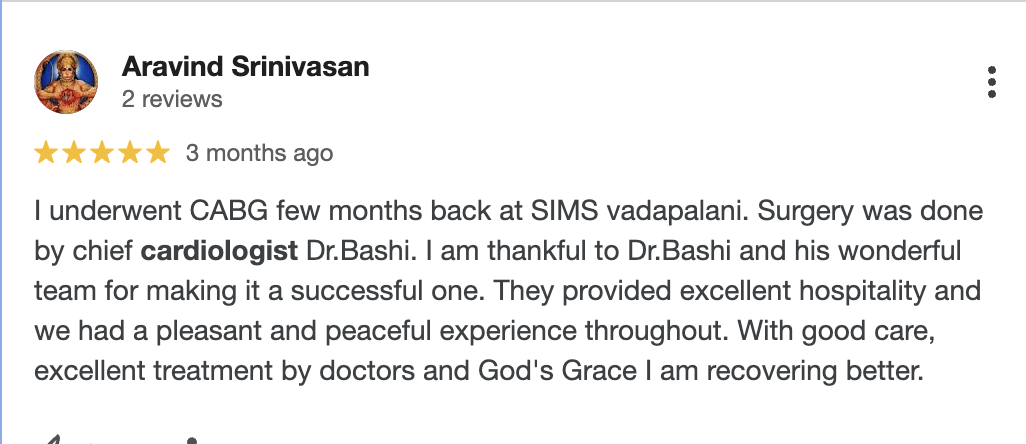 Aravind Srinivasan
2 reviews
3 months ago
I underwent CABG few months back at SIMS vadapalani. Surgery was done
by chief cardiologist Dr.Bashi. I am thankful to Dr.Bashi and his wonderful
team for making it a successful one. They provided excellent hospitality and
we had a pleasant and peaceful experience throughout. With good care,
excellent treatment by doctors and God's Grace I am recovering better.